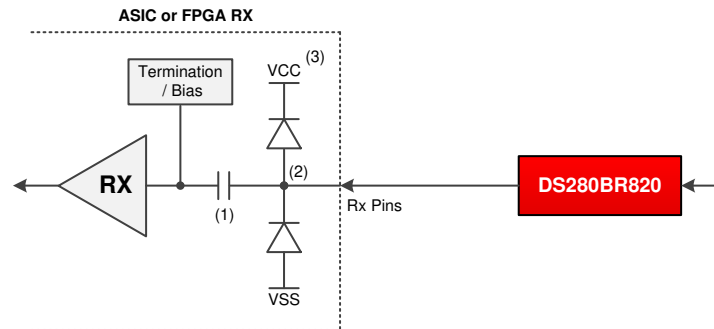 ASIC or FPGA RX
Termination
/ Bias
(3)
VCC
RX
(2)
DS280BR820
(1)
Rx Pins
VSS